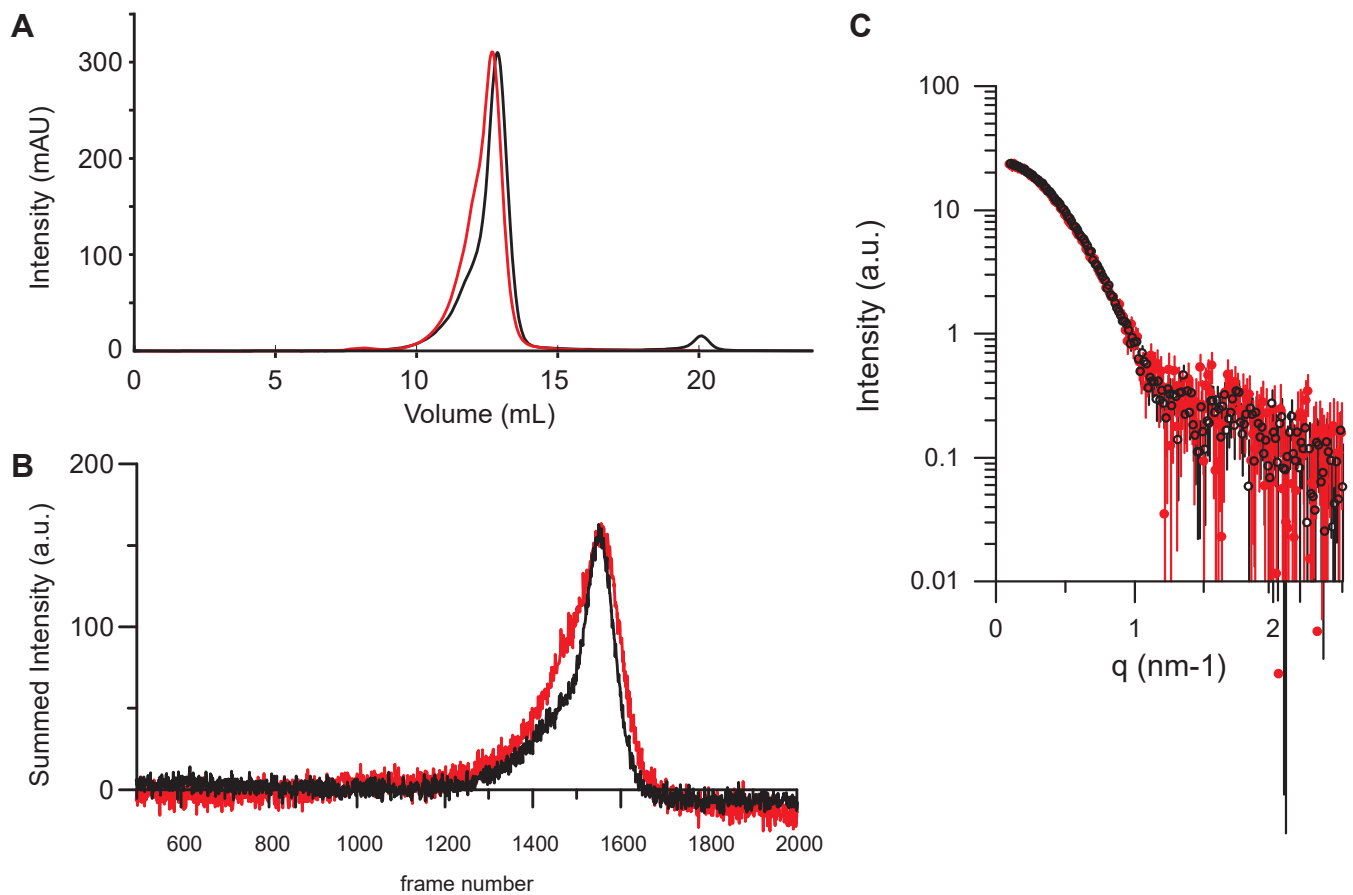 A
Intensity (mAU)
300
200
100
0
0 5 10 15 20
Volume (mL)
B
Summed Intensity (a.u.)
200
100
0
600 800 1000 1200 1400 1600 1800 2000
frame number
C
Intensity (a.u.)
100
10
1
0.1
0.01
0 1 2
q (nm-1)